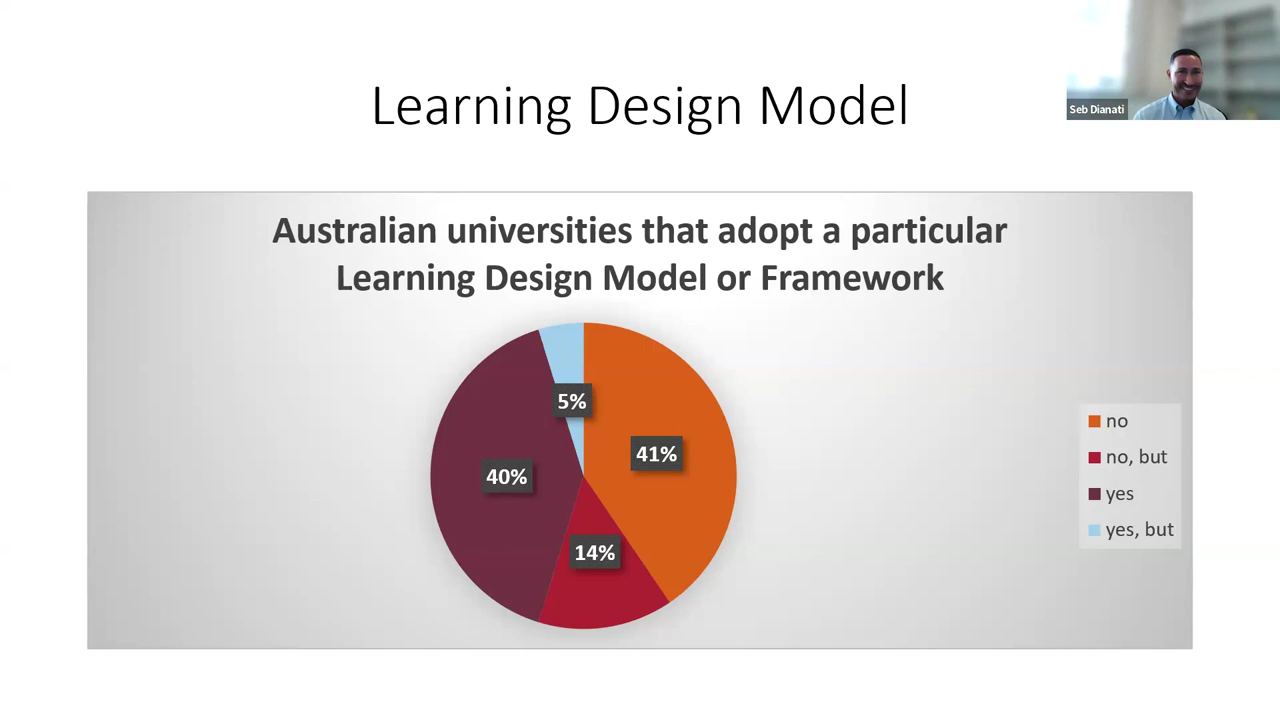 Learning Design Model
Seb Dianati
Australian universities that adopt a particular
Learning Design Model or Framework
5%
41%
40%
14%
no
no, but
yes
yes, but